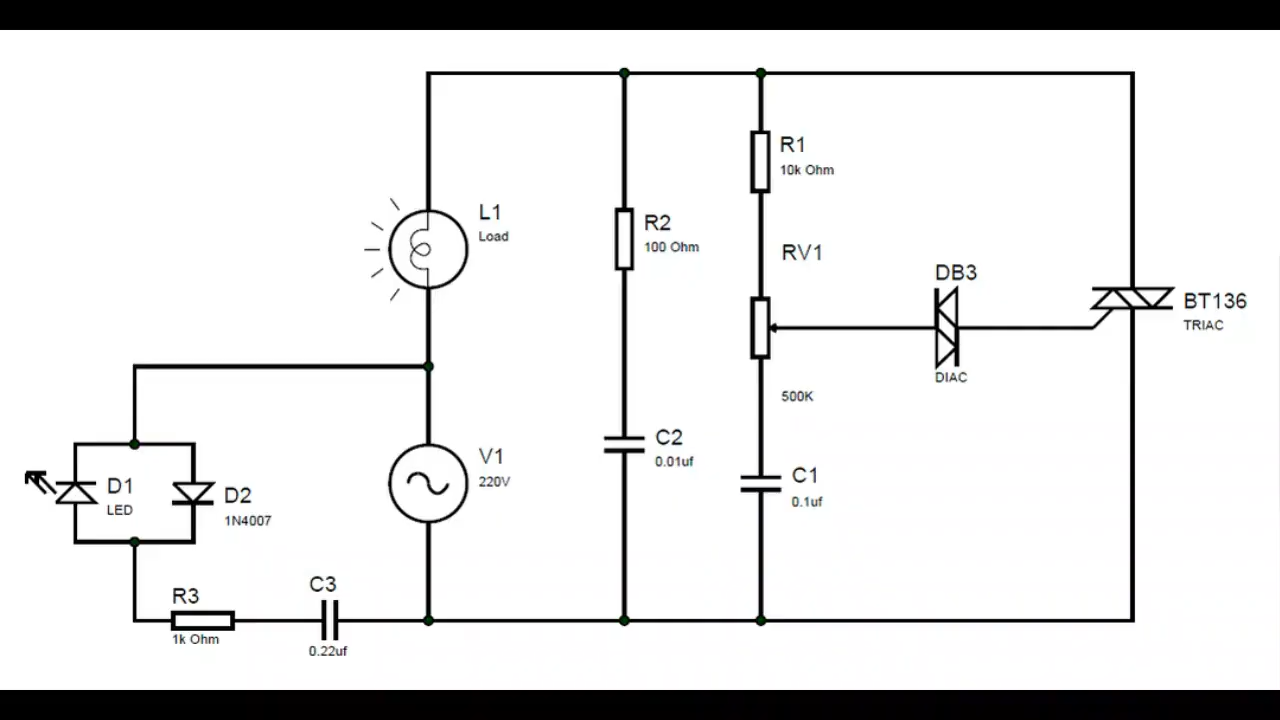 R1
10k Ohm
L1
Load
R2
100 Ohm
RV1
DB3
DIAC
BT136
TRIAC
500K
C2
0.01uf
V1
220V
C1
0.1uf
D1
LED
D2
1N4007
R3
1k Ohm
C3
0.22uf